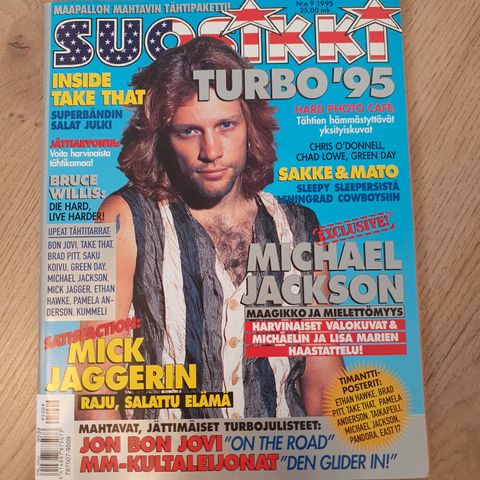 MAAPALLON MAHTAVIN TÄHTIPAKETTI!
N:o 9 1995
25,00 mk
SUOSIKKI
TURBO '95
INSIDE
TAKE THAT
SUPERBÄNDIN
SALAT JULKI
JÄTTIARVONTA:
Voita harvinaista
tähtikamaa!
BRUCE
WILLIS:
DIE HARD,
LIVE HARDER!
UPEAT TÄHTITARRAT:
BON JOVI, TAKE THAT,
BRAD PITT, SAKU
KOIVU, GREEN DAY,
MICHAEL JACKSON,
MICK JAGGER, ETHAN
HAWKE, PAMELA AN-
DERSON, KUMMELI
HARD PHOTO CAFE:
Tähtien hämmästyttävät
yksityiskuvat
CHRIS O'DONNELL,
CHAD LOWE, GREEN DAY
SAKKE & MATO
SLEEPY SLEEPERSISTÄ
LENINGRAD COWBOYSIIN
EXCLUSIVE!
MICHAEL
JACKSON
MAAGIKKO JA MIELETTÖMYYS
HARVINAISET VALOKUVAT &
MICHAELIN JA LISA MARIEN
HAASTATTELU!
SATISFACTION:
MICK
JAGGERIN
RAJU, SALATTU ELÄMÄ
TIMANTTI-
POSTERIT:
ETHAN HAWKE, BRAD
PITT, TAKE THAT, PAMELA
ANDERSON, TAIKAPEILI,
MICHAEL JACKSON,
PANDORA, EAST 17
MAHTAVAT, JÄTTIMÄISET TURBOJULISTEET:
JON BON JOVI "ON THE ROAD"
MM-KULTALEIJONAT "DEN GLIDER IN!"
787507-9509